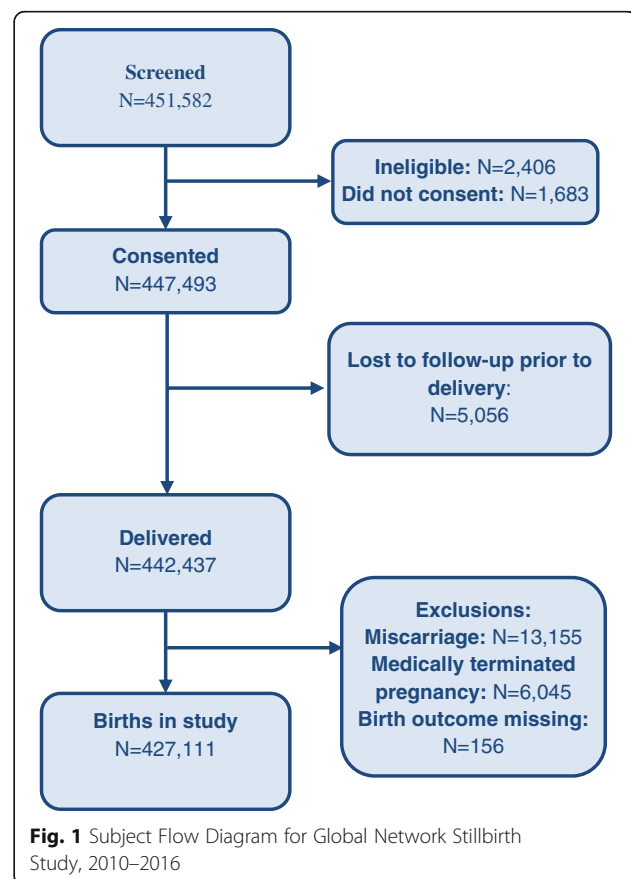 Screened
N=451,582
Ineligible: N=2,406
Did not consent: N=1,683
Consented
N=447,493
Lost to follow-up prior to
delivery:
N=5,056
Delivered
N=442,437
Exclusions:
Miscarriage: N=13,155
Medically terminated
pregnancy: N=6,045
Birth outcome missing:
N=156
Births in study
N=427,111
Fig. 1 Subject Flow Diagram for Global Network Stillbirth
Study, 2010–2016